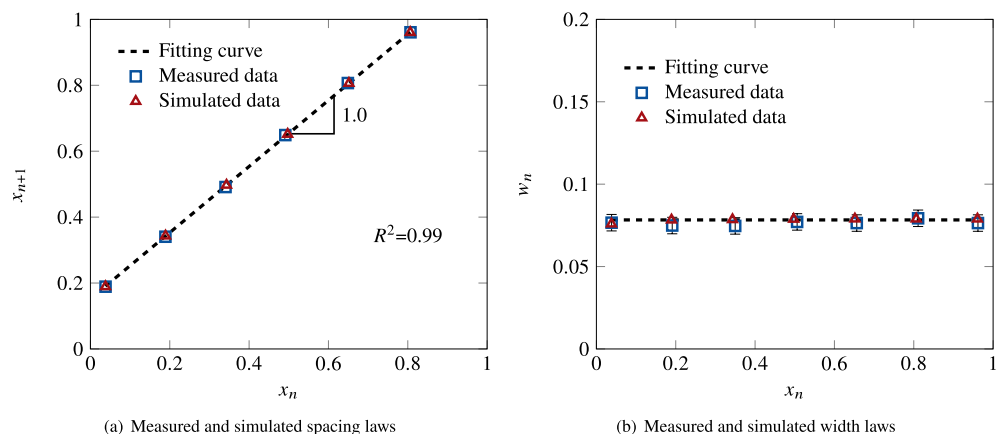 1
0.8
0.6
0.4
0.2
0
0
0.2
0.4
0.6
0.8
1
x_{n+1}
x_n
Fitting curve
Measured data
Simulated data
1.0
R²=0.99
(a) Measured and simulated spacing laws
0.2
0.15
0.1
0.05
0
0
0.2
0.4
0.6
0.8
1
w_n
x_n
Fitting curve
Measured data
Simulated data
(b) Measured and simulated width laws